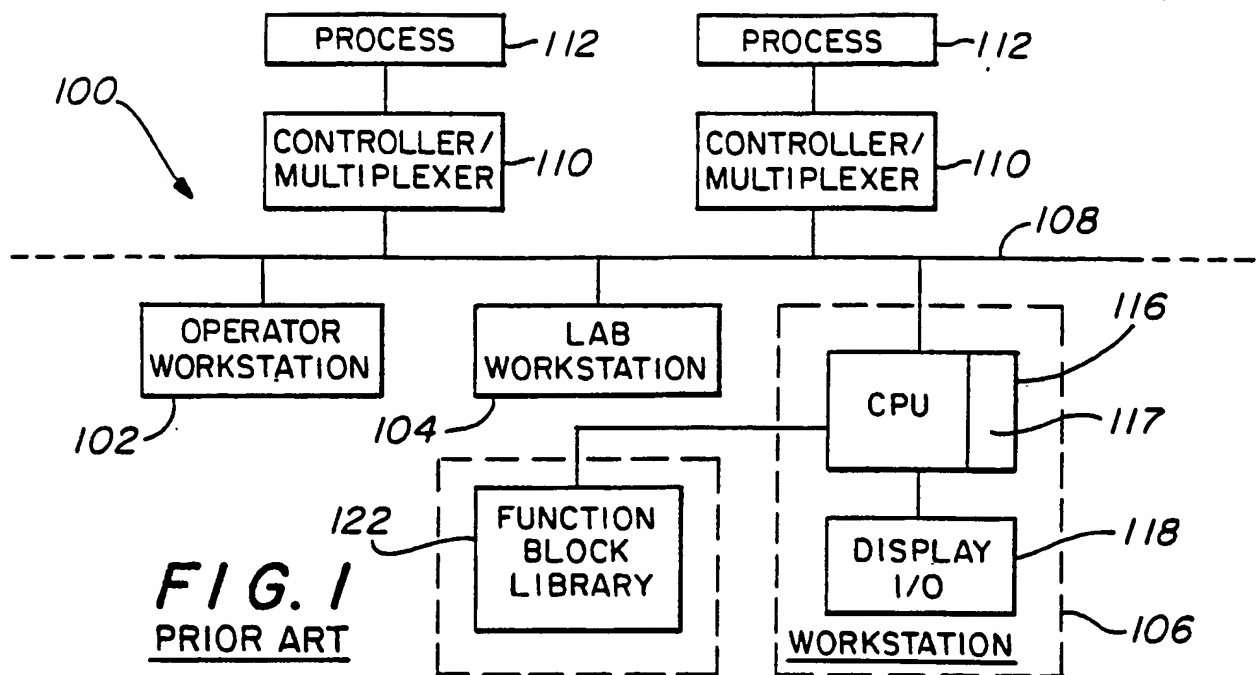 PROCESS
112
PROCESS
112
100
CONTROLLER/
MULTIPLEXER
110
CONTROLLER/
MULTIPLEXER
110
108
OPERATOR
WORKSTATION
102
LAB
WORKSTATION
104
116
CPU
117
122
FUNCTION
BLOCK
LIBRARY
DISPLAY
I/O
118
WORKSTATION
106
FIG. 1
PRIOR ART